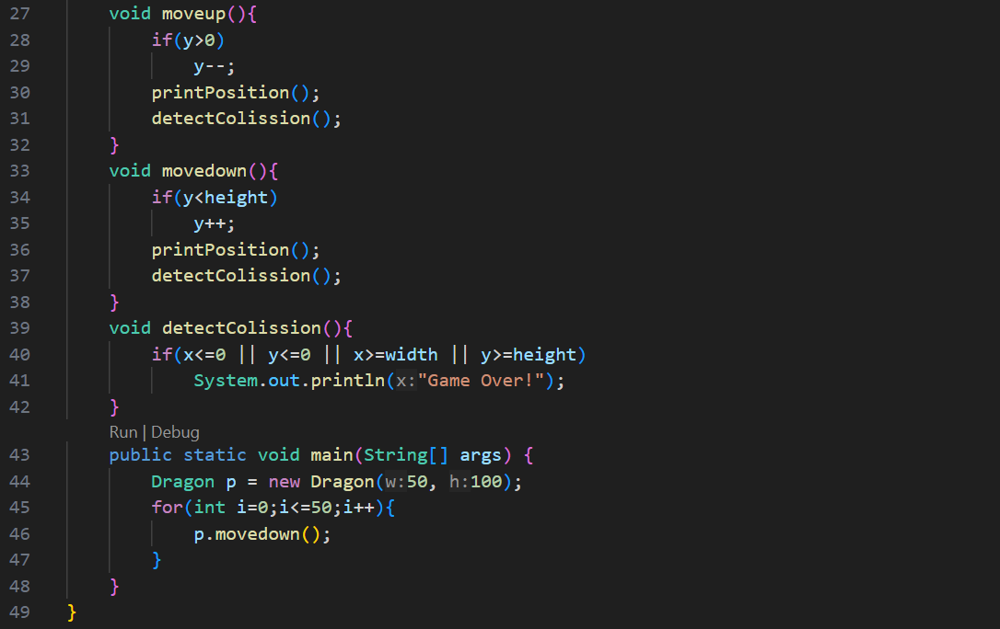 27 void moveup(){
28 if(y>0)
29 y--;
30 printPosition();
31 detectColission();
32 }
33 void movedown(){
34 if(y<height)
35 y++;
36 printPosition();
37 detectColission();
38 }
39 void detectColission(){
40 if(x<=0 || y<=0 || x>=width || y>=height)
41 System.out.println(x:"Game Over!");
42 }
Run | Debug
43 public static void main(String[] args) {
44 Dragon p = new Dragon(w:50, h:100);
45 for(int i=0;i<=50;i++){
46 p.movedown();
47 }
48 }
49 }